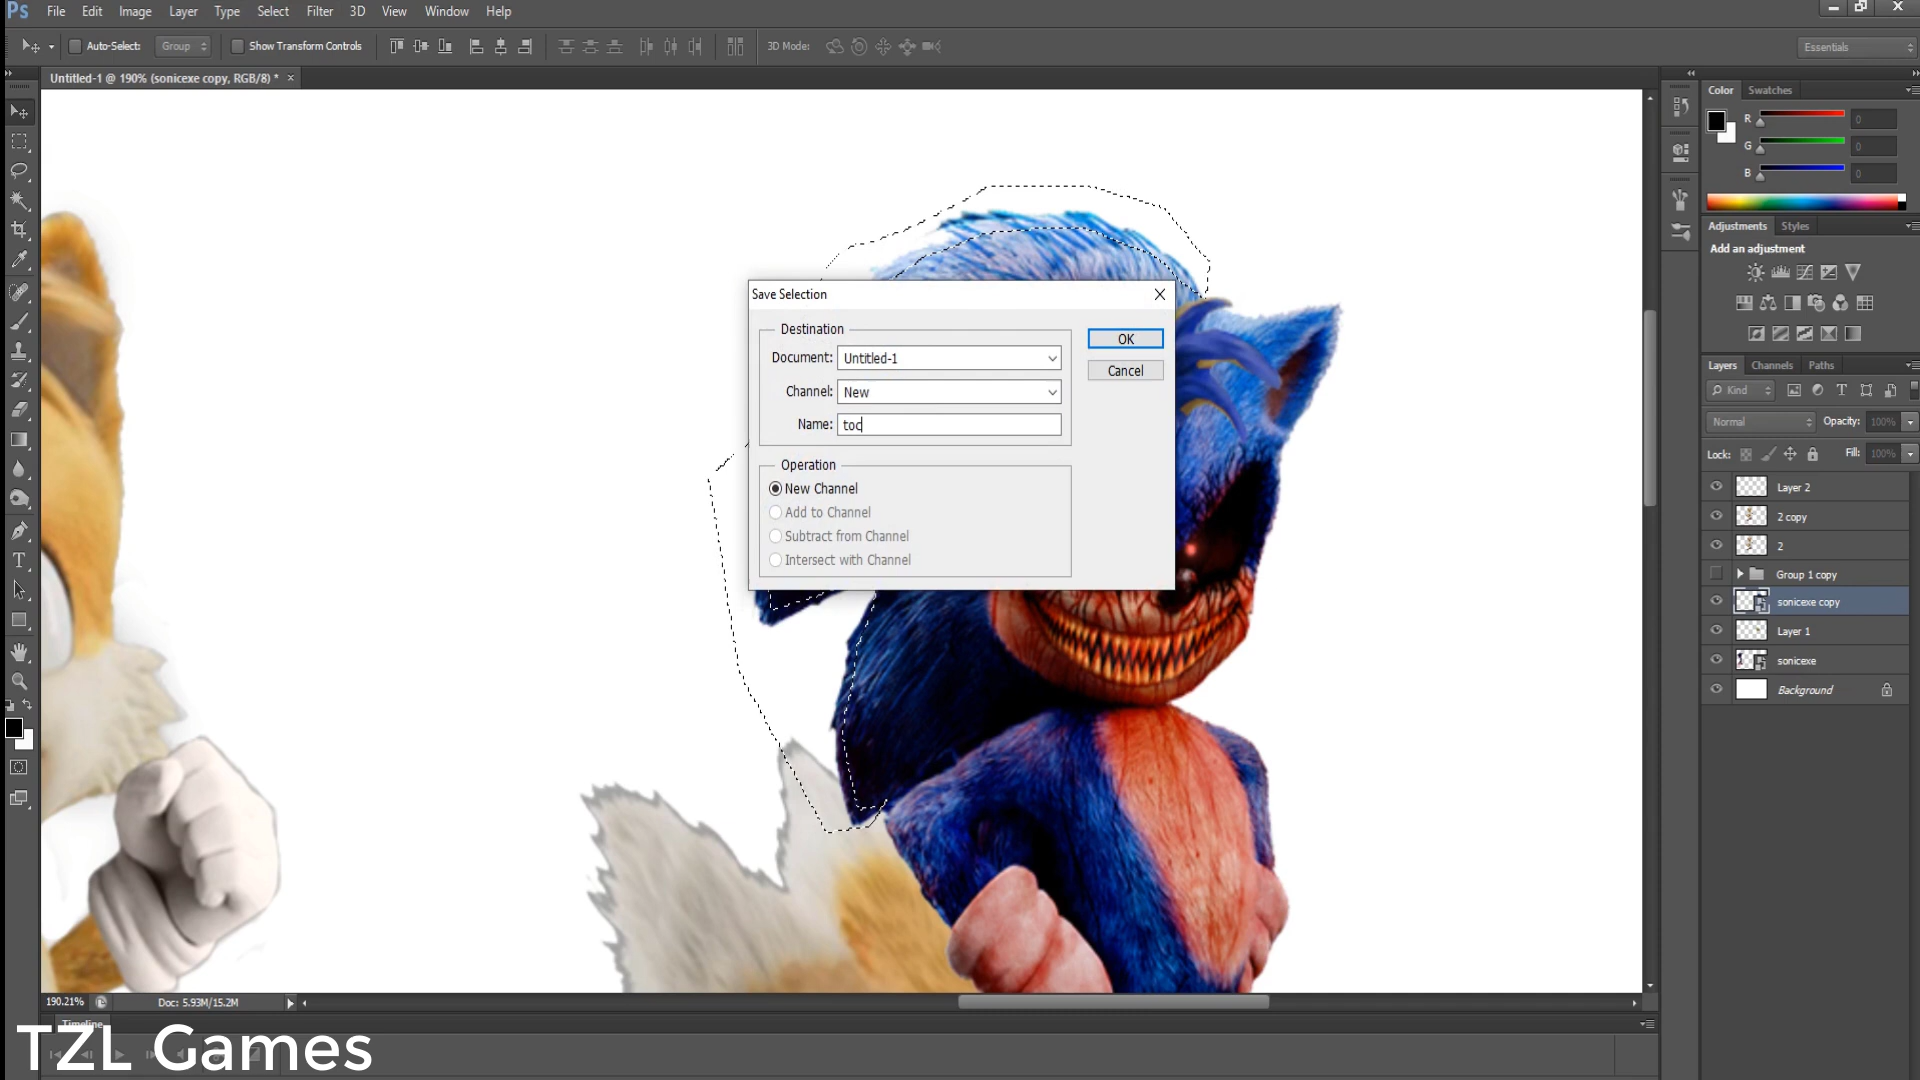 Ps File Edit Image Layer Type Select Filter 3D View Window Help
Auto-Select: Group Show Transform Controls 3D Mode: Essentials
Untitled-1 @ 190% (sonicexe copy, RGB/8) * ×
Color Swatches
R 0
G 0
B 0
Adjustments Styles
Add an adjustment
Save Selection
Destination
Document: Untitled-1
Channel: New
Name: toc
OK
Cancel
Operation
New Channel
Add to Channel
Subtract from Channel
Intersect with Channel
Layers Channels Paths
Kind
Normal Opacity: 100%
Lock: Fill: 100%
Layer 2
2 copy
2
Group 1 copy
sonicexe copy
Layer 1
sonicexe
Background
190.21% Doc: 5.93M/15.2M
Timeline
TZL Games